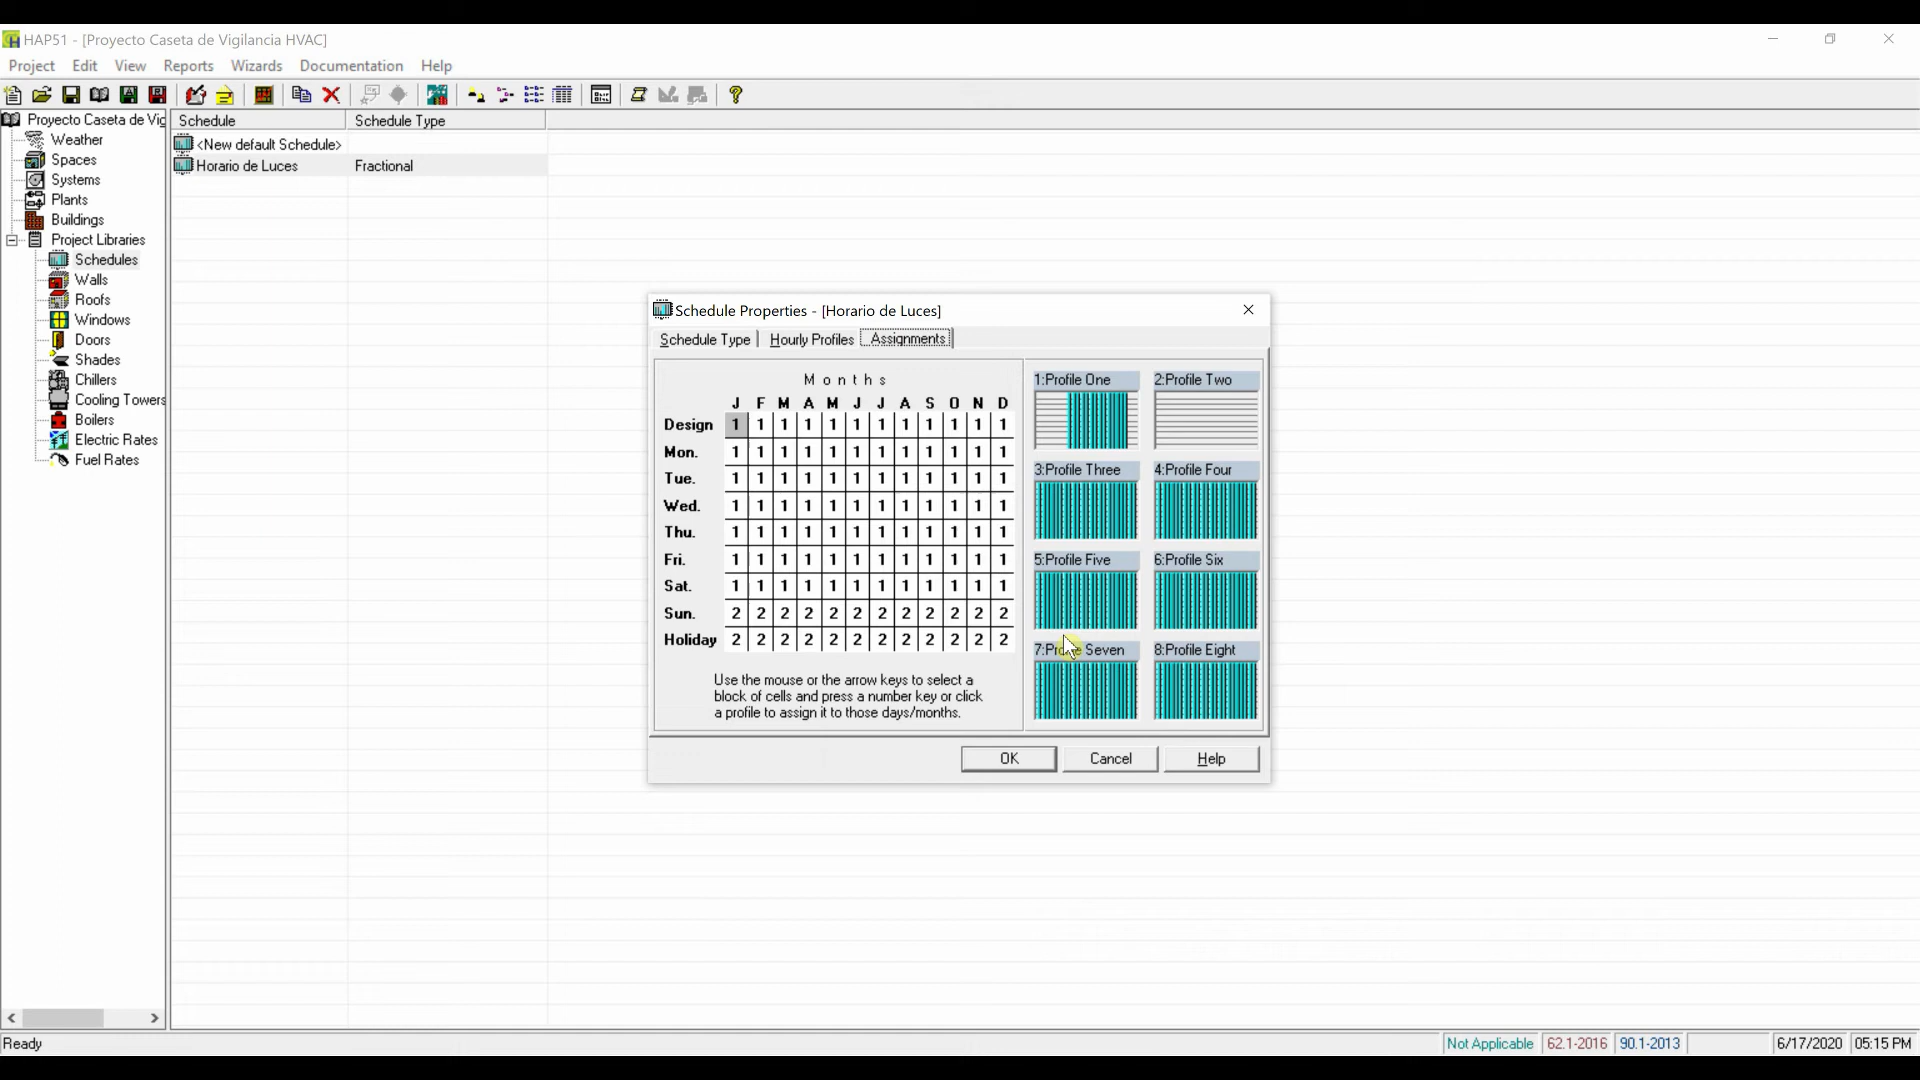 HAP51 - [Proyecto Caseta de Vigilancia HVAC]
Project Edit View Reports Wizards Documentation Help
Proyecto Caseta de Vig
Weather
Spaces
Systems
Plants
Buildings
Project Libraries
Schedules
Walls
Roofs
Windows
Doors
Shades
Chillers
Cooling Towers
Boilers
Electric Rates
Fuel Rates
Schedule Schedule Type
<New default Schedule>
Horario de Luces Fractional
Schedule Properties - [Horario de Luces]
Schedule Type Hourly Profiles Assignments
Months
J F M A M J J A S O N D
Design 1 1 1 1 1 1 1 1 1 1 1 1
Mon. 1 1 1 1 1 1 1 1 1 1 1 1
Tue. 1 1 1 1 1 1 1 1 1 1 1 1
Wed. 1 1 1 1 1 1 1 1 1 1 1 1
Thu. 1 1 1 1 1 1 1 1 1 1 1 1
Fri. 1 1 1 1 1 1 1 1 1 1 1 1
Sat. 1 1 1 1 1 1 1 1 1 1 1 1
Sun. 2 2 2 2 2 2 2 2 2 2 2 2
Holiday 2 2 2 2 2 2 2 2 2 2 2 2
Use the mouse or the arrow keys to select a
block of cells and press a number key or click
a profile to assign it to those days/months.
1:Profile One 2:Profile Two
3:Profile Three 4:Profile Four
5:Profile Five 6:Profile Six
7:Profile Seven 8:Profile Eight
OK Cancel Help
Ready Not Applicable 62.1-2016 90.1-2013 6/17/2020 05:15 PM